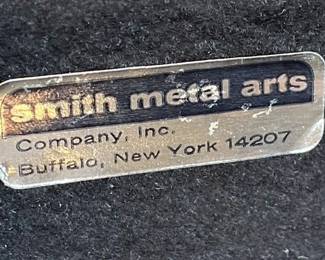 smith metal arts
Company, Inc.
Buffalo, New York 14207